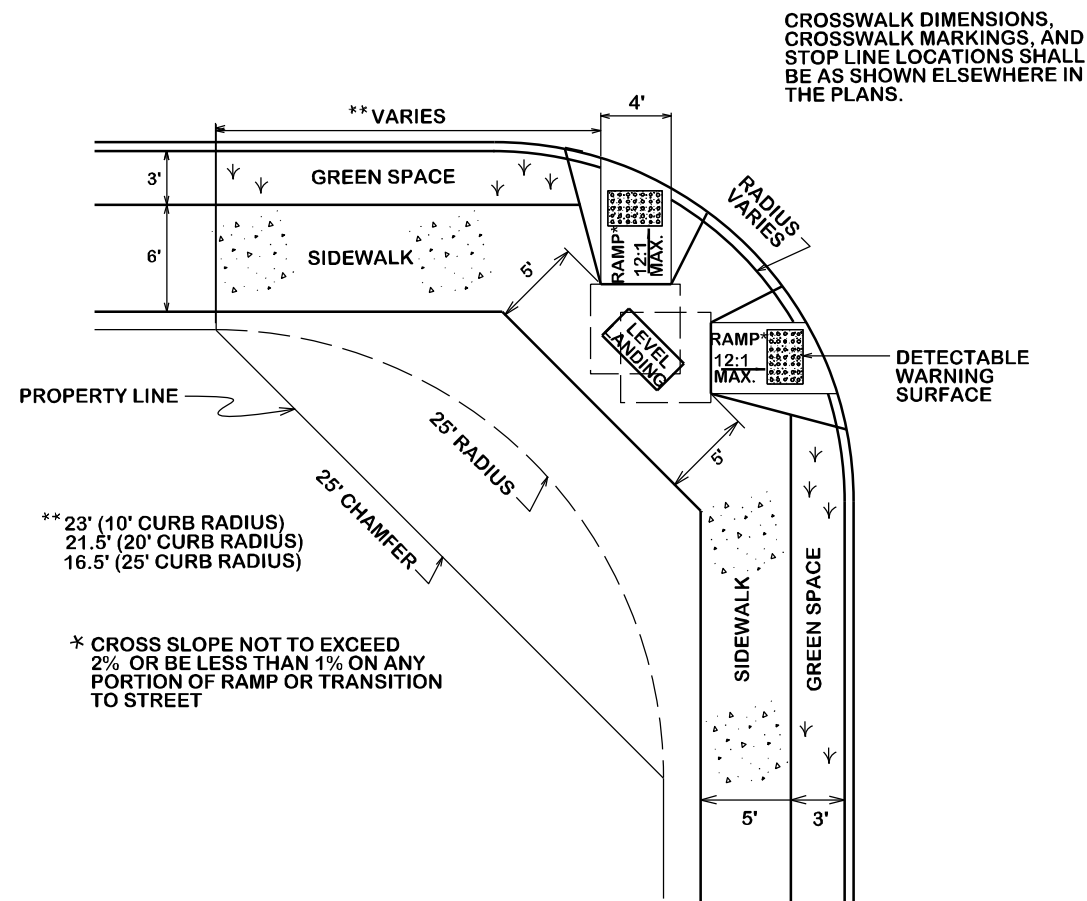 CROSSWALK DIMENSIONS,
CROSSWALK MARKINGS, AND
STOP LINE LOCATIONS SHALL
BE AS SHOWN ELSEWHERE IN
THE PLANS.
** VARIES
4'
3'
GREEN SPACE
RADIUS
VARIES
6'
SIDEWALK
5'
RAMP*
12:1
MAX.
LEVEL
LANDING
RAMP*
12:1
MAX.
DETECTABLE
WARNING
SURFACE
PROPERTY LINE
25' RADIUS
5'
25' CHAMFER
** 23' (10' CURB RADIUS)
21.5' (20' CURB RADIUS)
16.5' (25' CURB RADIUS)
SIDEWALK
GREEN SPACE
* CROSS SLOPE NOT TO EXCEED
2% OR BE LESS THAN 1% ON ANY
PORTION OF RAMP OR TRANSITION
TO STREET
5'
3'